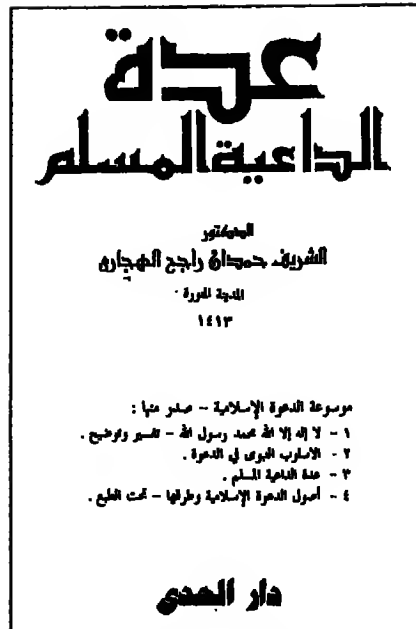 عدة
الداعية المسلم
الدكتور
الشريف حمدان راجح الهجاري
المدينة المنورة
١٤١٣
موسوعة الدعوة الإسلامية – صدر منها :
١ – لا إله إلا الله محمد رسول الله – تفسير وتوضيح .
٢ – الاسلوب النبوى في الدعوة .
٣ – عدة الداعية المسلم .
٤ – أصول الدعوة الإسلامية وطرقها – تحت الطبع .
دار الهدى